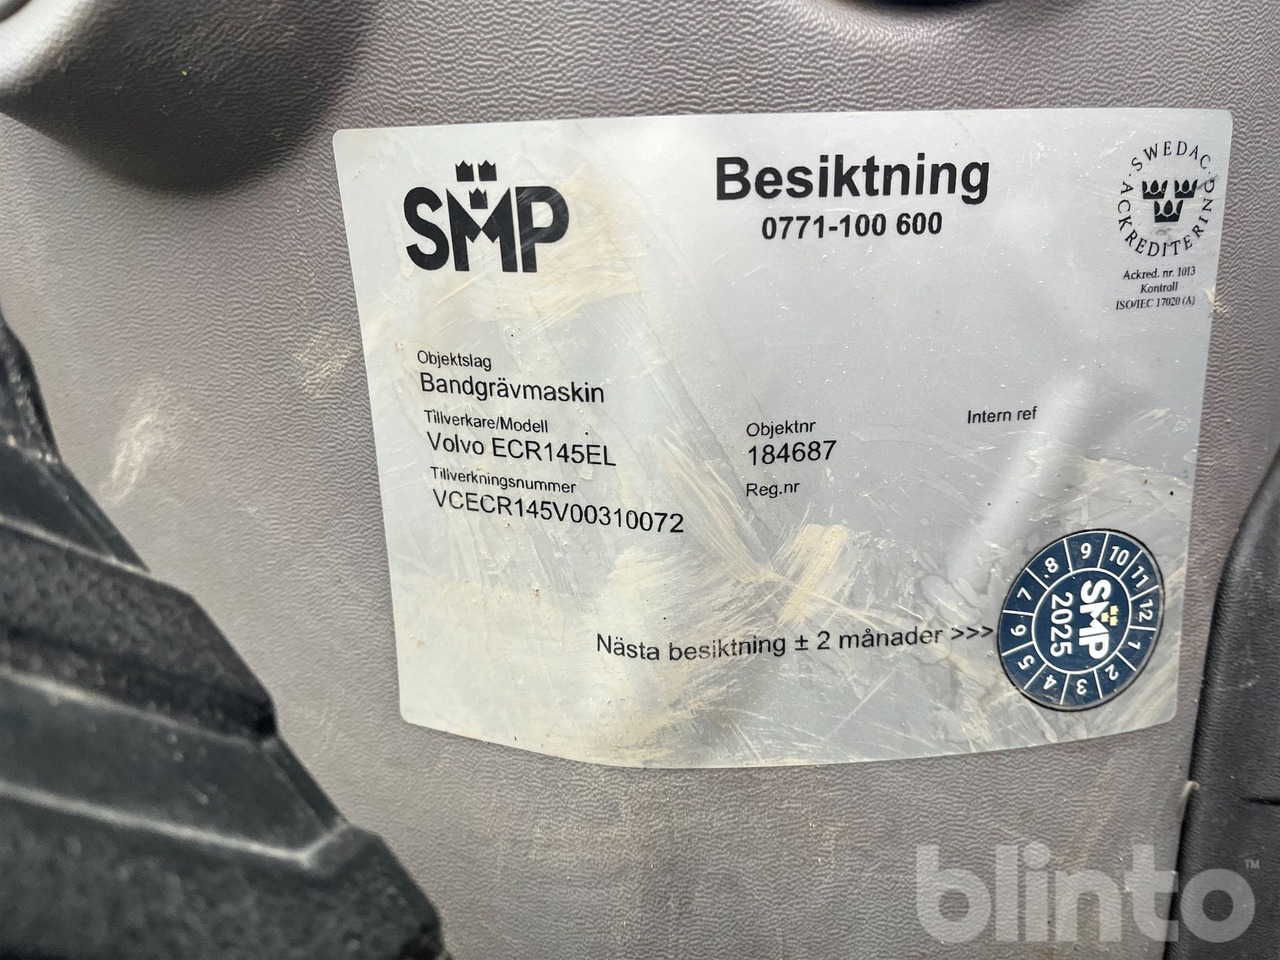 SMP
Besiktning
0771-100 600
SWEDAC ACKREDITERING
Ackred. nr. 1013
Kontroll
ISO/IEC 17020 (A)
Objektslag
Bandgrävmaskin
Tillverkare/Modell
Volvo ECR145EL
Tillverkningsnummer
VCECR145V00310072
Objektnr
184687
Reg.nr
Intern ref
Nästa besiktning ± 2 månader >>>
SMP
2025
1 2 3 4 5 6 7 8 9 10 11 12
blinto™